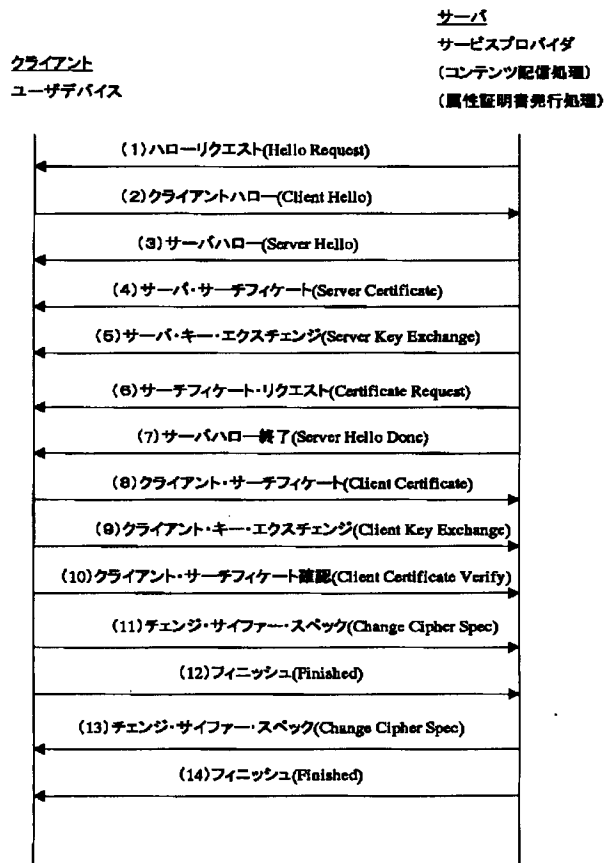 クライアント
ユーザデバイス
サーバ
サービスプロバイダ
(コンテンツ配信処理)
(属性証明書発行処理)
(1)ハローリクエスト(Hello Request)
(2)クライアントハロー(Client Hello)
(3)サーバハロー(Server Hello)
(4)サーバ・サーチフィケート(Server Certificate)
(5)サーバ・キー・エクスチェンジ(Server Key Exchange)
(6)サーチフィケート・リクエスト(Certificate Request)
(7)サーバハロー終了(Server Hello Done)
(8)クライアント・サーチフィケート(Client Certificate)
(9)クライアント・キー・エクスチェンジ(Client Key Exchange)
(10)クライアント・サーチフィケート確認(Client Certificate Verify)
(11)チェンジ・サイファー・スペック(Change Cipher Spec)
(12)フィニッシュ(Finished)
(13)チェンジ・サイファー・スペック(Change Cipher Spec)
(14)フィニッシュ(Finished)